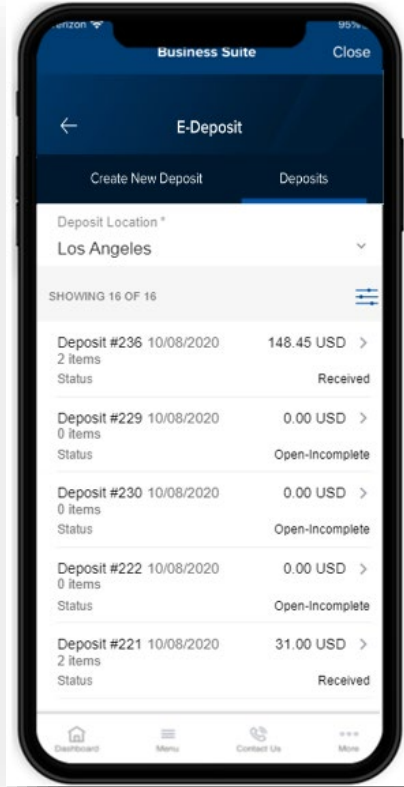 95%
Business Suite Close
E-Deposit
Create New Deposit Deposits
Deposit Location *
Los Angeles
SHOWING 16 OF 16
Deposit #236 10/08/2020 148.45 USD >
2 items
Status Received
Deposit #229 10/08/2020 0.00 USD >
0 items
Status Open-Incomplete
Deposit #230 10/08/2020 0.00 USD >
0 items
Status Open-Incomplete
Deposit #222 10/08/2020 0.00 USD >
0 items
Status Open-Incomplete
Deposit #221 10/08/2020 31.00 USD >
2 items
Status Received
Dashboard Menu Contact Us More